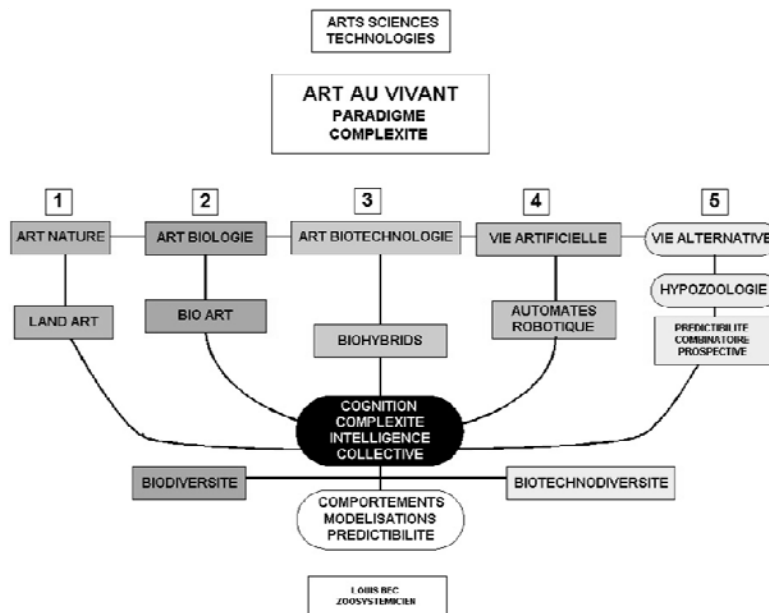 ARTS SCIENCES
TECHNOLOGIES
ART AU VIVANT
PARADIGME
COMPLEXITE
1
2
3
4
5
ART NATURE
ART BIOLOGIE
ART BIOTECHNOLOGIE
VIE ARTIFICIELLE
VIE ALTERNATIVE
HYPOZOOLOGIE
LAND ART
BIO ART
BIOHYBRIDS
AUTOMATES
ROBOTIQUE
PREDICTIBILITE
COMBINATOIRE
PROSPECTIVE
COGNITION
COMPLEXITE
INTELLIGENCE
COLLECTIVE
BIODIVERSITE
BIOTECHNODIVERSITE
COMPORTEMENTS
MODELISATIONS
PREDICTIBILITE
LOUIS BEC
ZOOSYSTEMICIEN